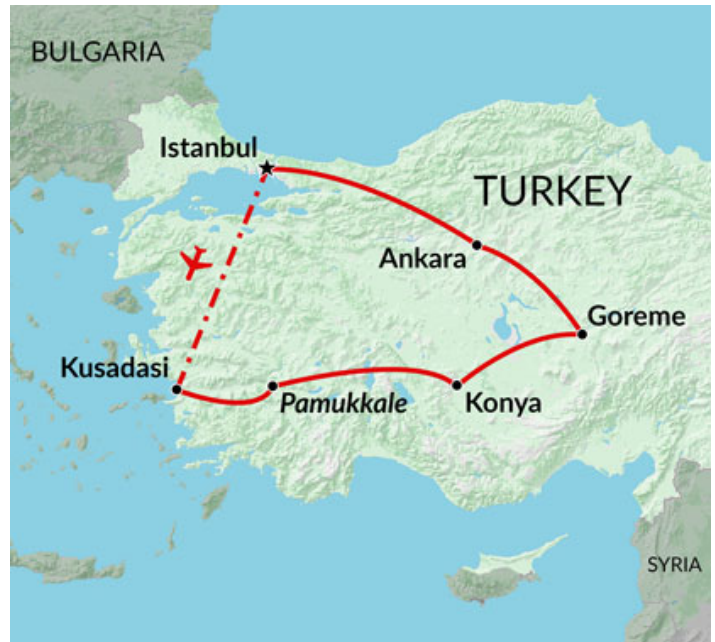 BULGARIA
Istanbul
TURKEY
Ankara
Goreme
Kusadasi
Pamukkale
Konya
SYRIA